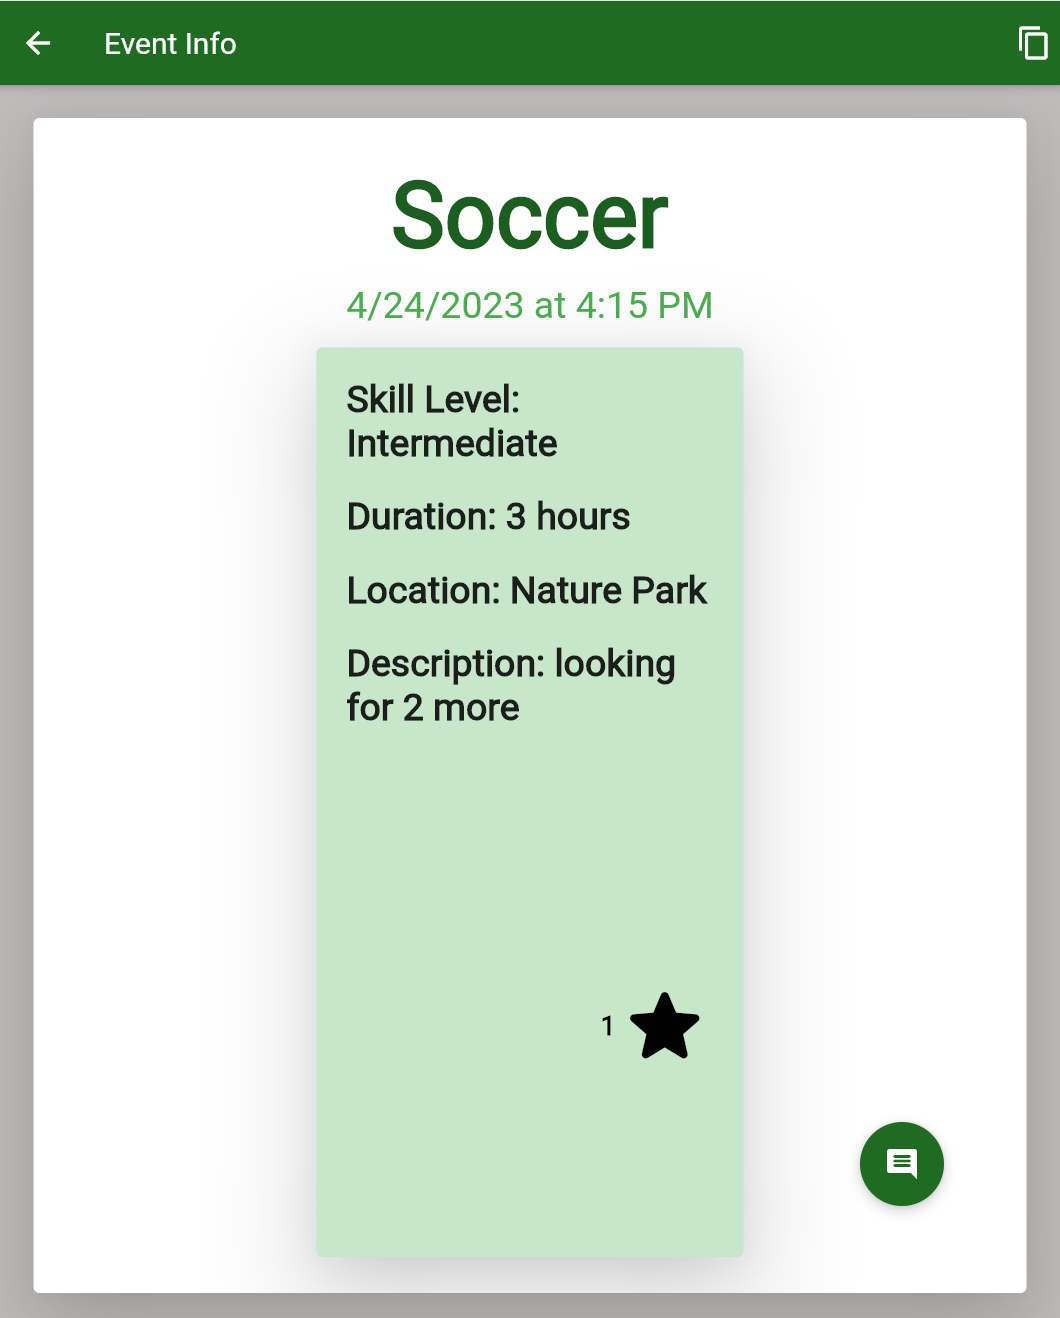 Event Info
Soccer
4/24/2023 at 4:15 PM
Skill Level:
Intermediate
Duration: 3 hours
Location: Nature Park
Description: looking
for 2 more
1